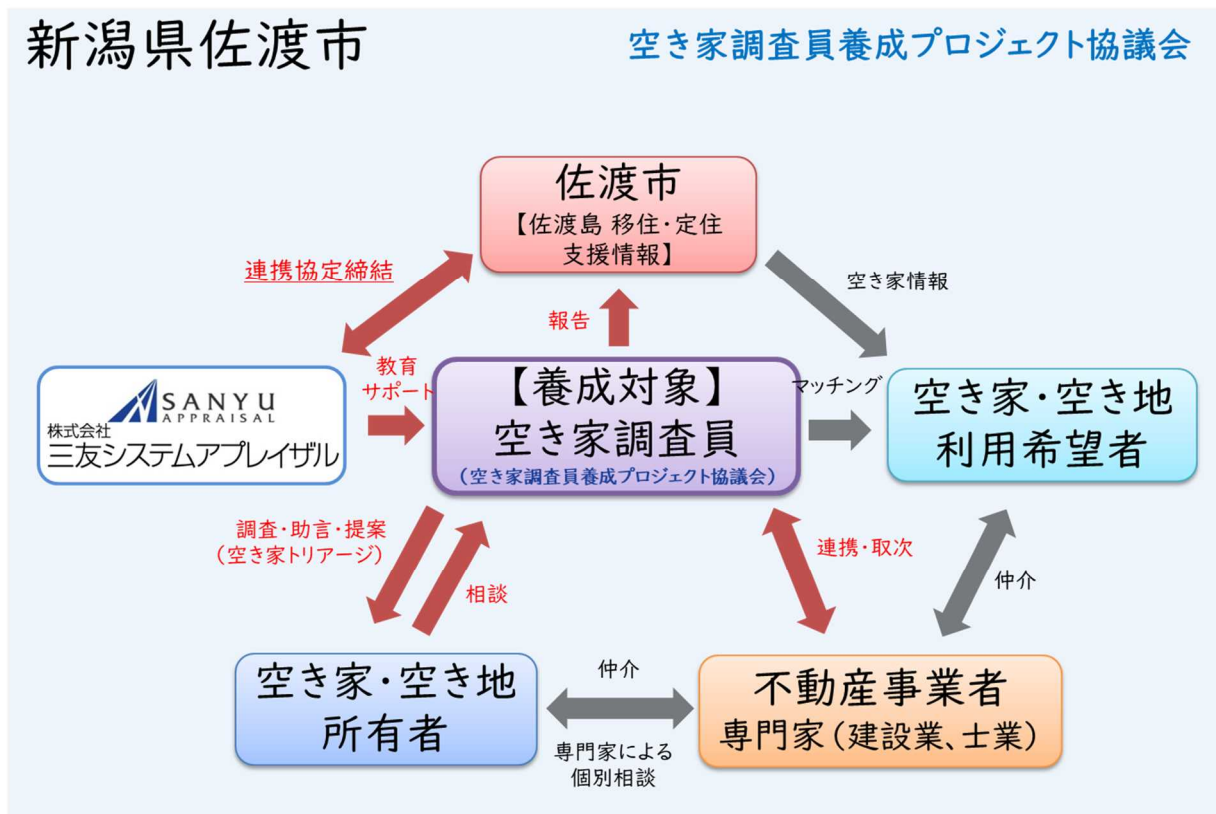 新潟県佐渡市
空き家調査員養成プロジェクト協議会
佐渡市
【佐渡島 移住・定住
支援情報】
連携協定締結
空き家情報
報告
教育
サポート
SANYU
APPRAISAL
株式会社
三友システムアプレイザル
【養成対象】
空き家調査員
(空き家調査員養成プロジェクト協議会)
マッチング
空き家・空き地
利用希望者
調査・助言・提案
(空き家トリアージ)
相談
連携・取次
仲介
空き家・空き地
所有者
仲介
専門家による
個別相談
不動産事業者
専門家(建設業、士業)